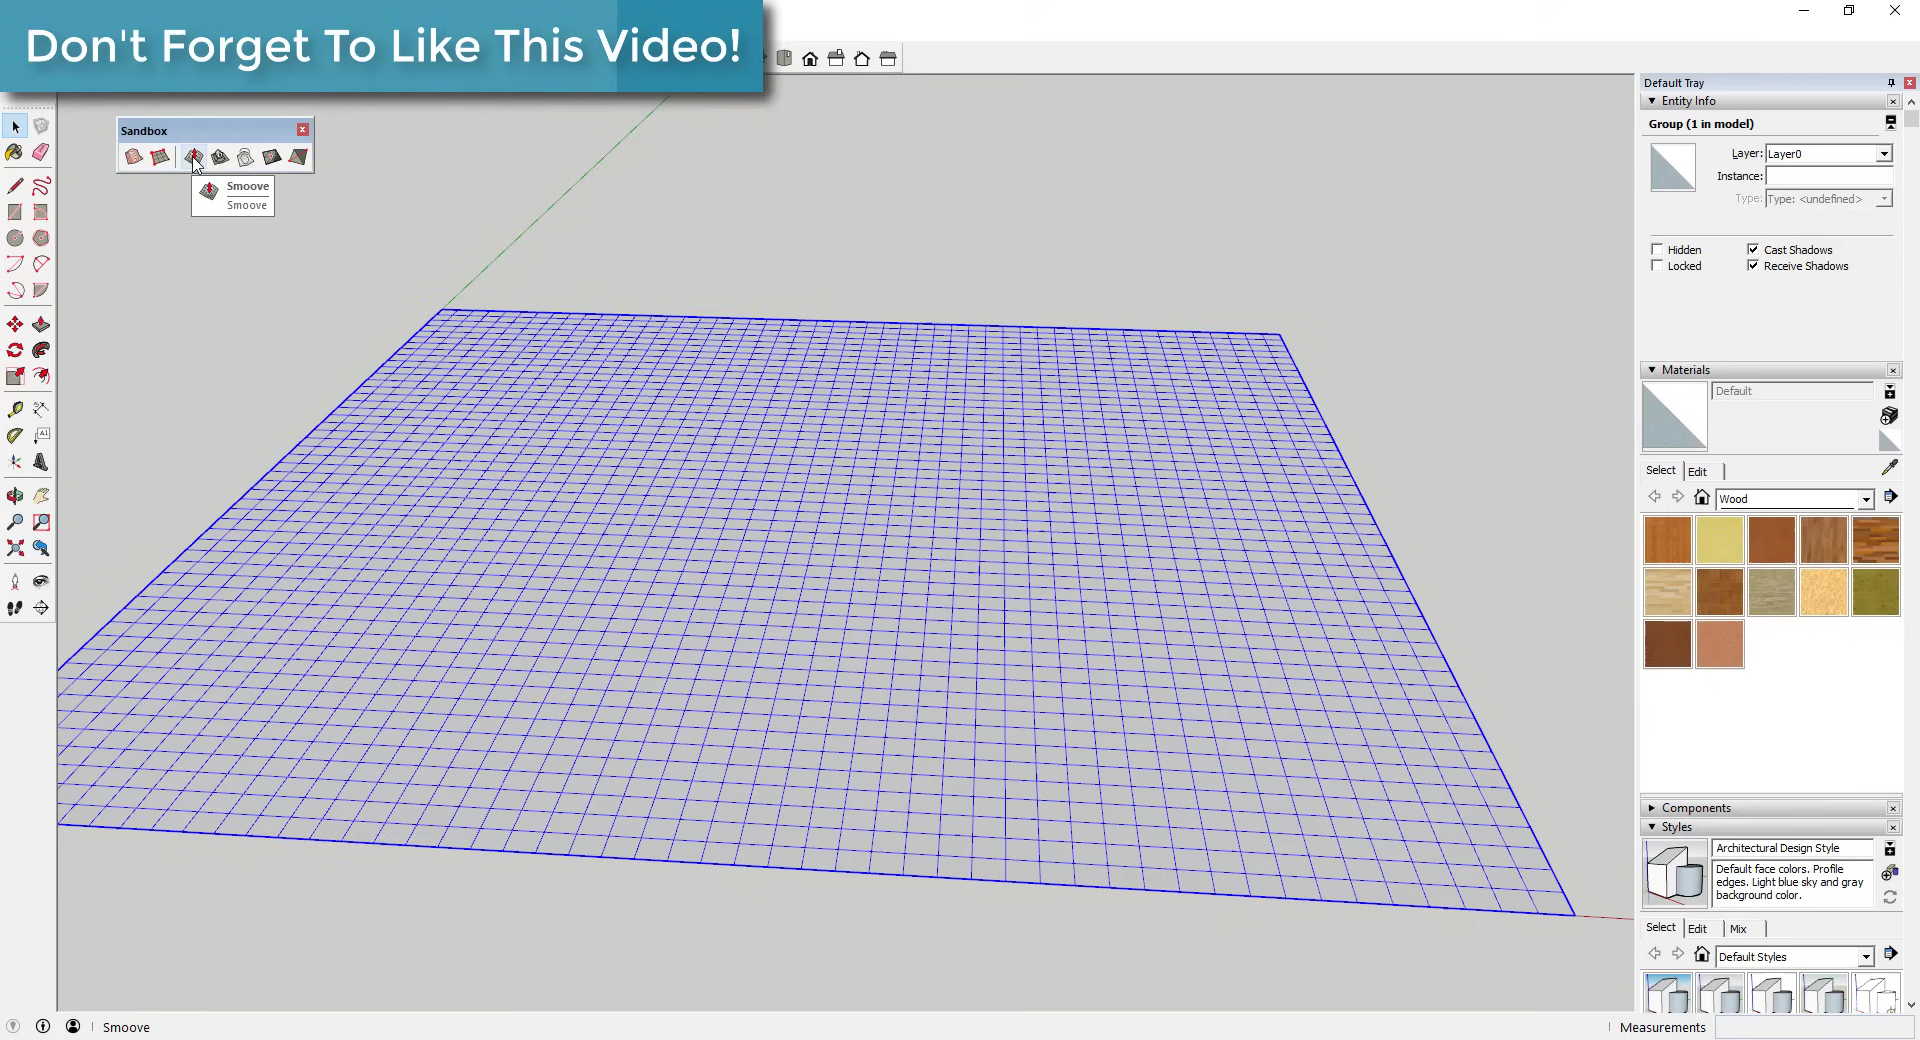 Don't Forget To Like This Video!
Sandbox
Smoove
Smoove
Default Tray
Entity Info
Group (1 in model)
Layer: Layer0
Instance:
Type: Type: <undefined>
Hidden
Cast Shadows
Locked
Receive Shadows
Materials
Default
Select Edit
Wood
Components
Styles
Architectural Design Style
Default face colors. Profile
edges. Light blue sky and gray
background color.
Select Edit Mix
Default Styles
Smoove
Measurements